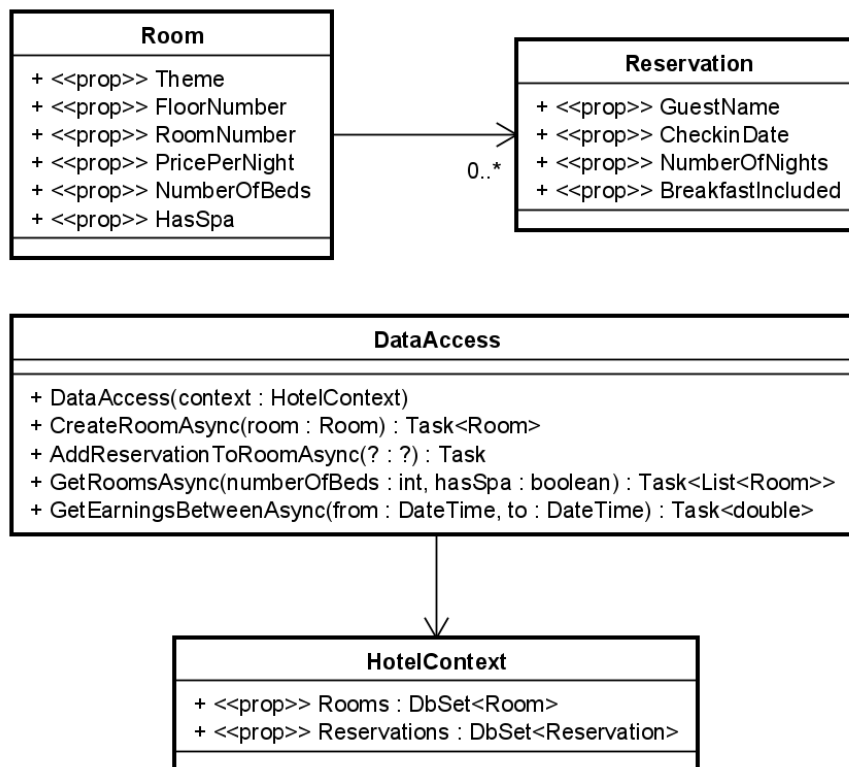 Room
+ <<prop>> Theme
+ <<prop>> FloorNumber
+ <<prop>> RoomNumber
+ <<prop>> PricePerNight
+ <<prop>> NumberOfBeds
+ <<prop>> HasSpa
0..*
Reservation
+ <<prop>> GuestName
+ <<prop>> CheckinDate
+ <<prop>> NumberOfNights
+ <<prop>> BreakfastIncluded
DataAccess
+ DataAccess(context : HotelContext)
+ CreateRoomAsync(room : Room) : Task<Room>
+ AddReservationToRoomAsync(? : ?) : Task
+ GetRoomsAsync(numberOfBeds : int, hasSpa : boolean) : Task<List<Room>>
+ GetEarningsBetweenAsync(from : DateTime, to : DateTime) : Task<double>
HotelContext
+ <<prop>> Rooms : DbSet<Room>
+ <<prop>> Reservations : DbSet<Reservation>